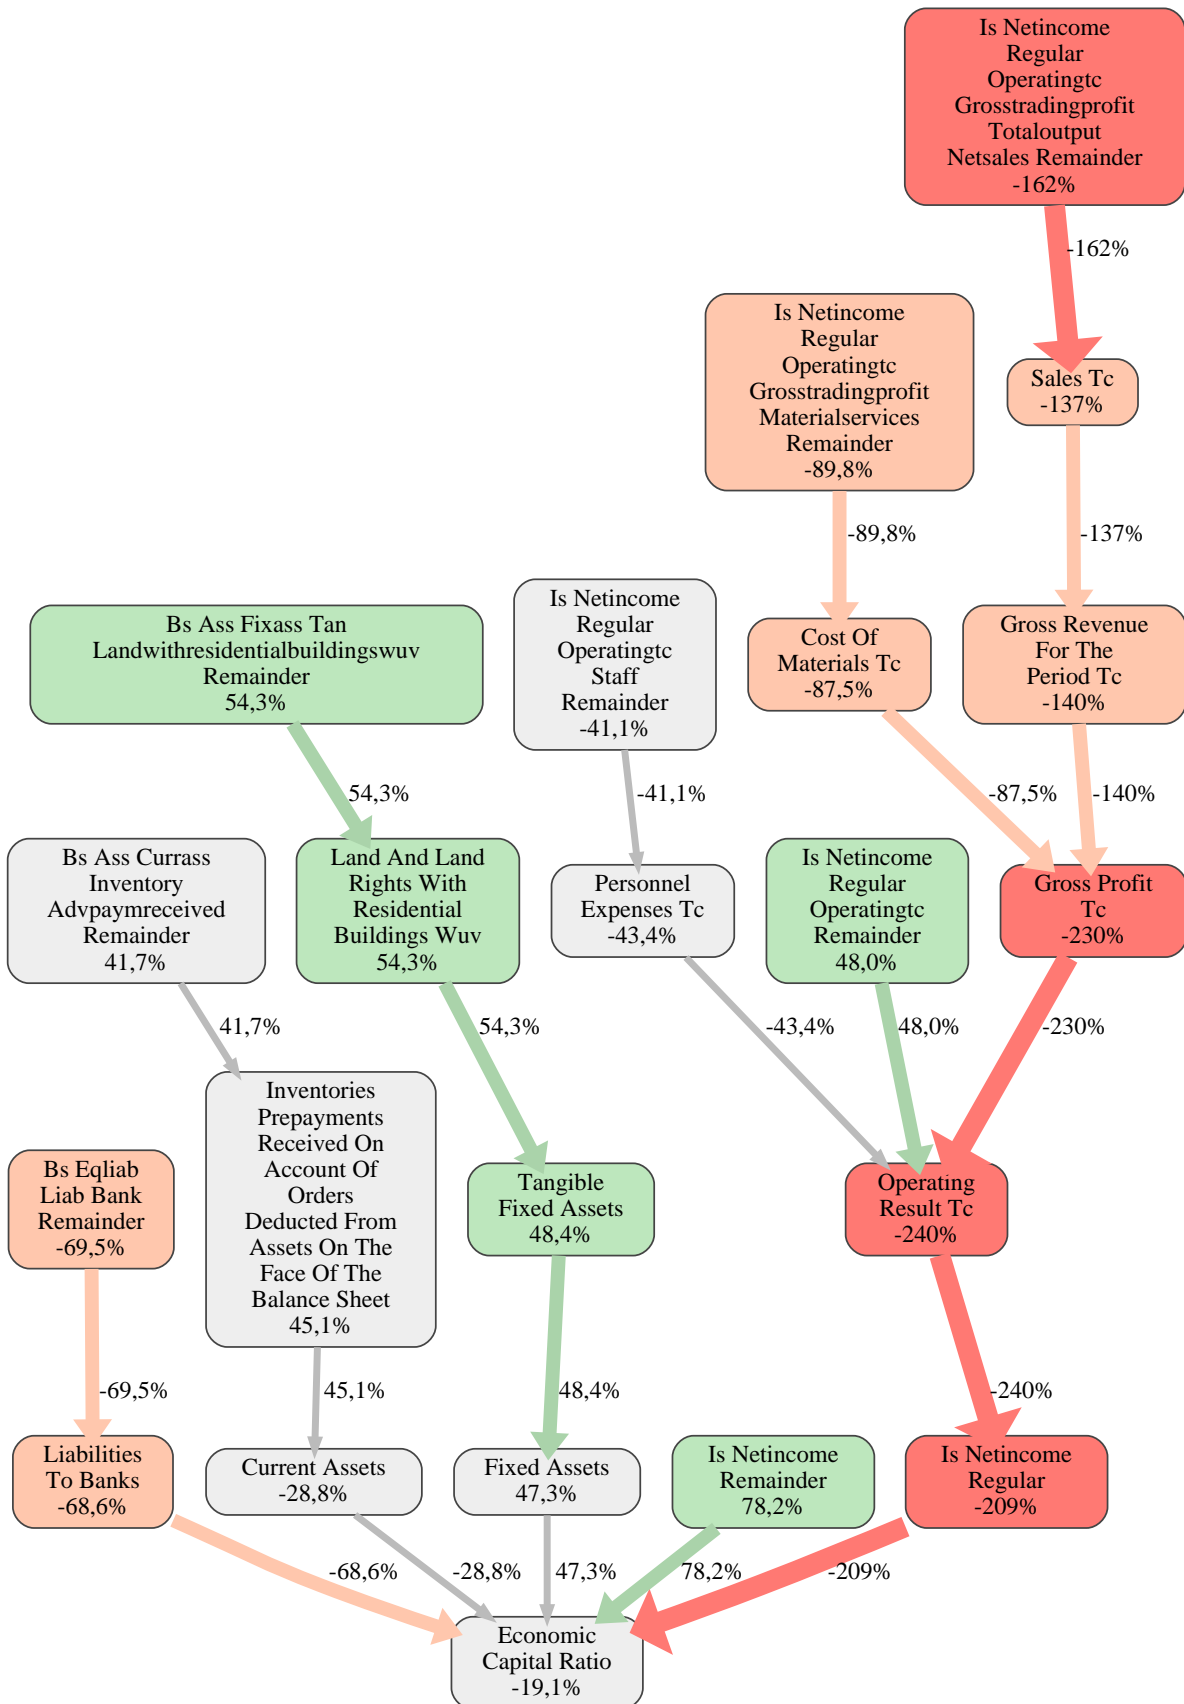 Is Netincome
Regular
Operatingtc
Grosstradingprofit
Totaloutput
Netsales Remainder
-162%
-162%
Is Netincome
Regular
Operatingtc
Grosstradingprofit
Materialservices
Remainder
-89,8%
Sales Tc
-137%
-89,8%
-137%
Bs Ass Fixass Tan
Landwithresidentialbuildingswuv
Remainder
54,3%
Is Netincome
Regular
Operatingtc
Staff
Remainder
-41,1%
Cost Of
Materials Tc
-87,5%
Gross Revenue
For The
Period Tc
-140%
54,3%
-41,1%
-87,5%
-140%
Bs Ass Currass
Inventory
Advpaymreceived
Remainder
41,7%
Land And Land
Rights With
Residential
Buildings Wuv
54,3%
Personnel
Expenses Tc
-43,4%
Is Netincome
Regular
Operatingtc
Remainder
48,0%
Gross Profit
Tc
-230%
41,7%
54,3%
-43,4%
48,0%
-230%
Bs Eqliab
Liab Bank
Remainder
-69,5%
Inventories
Prepayments
Received On
Account Of
Orders
Deducted From
Assets On The
Face Of The
Balance Sheet
45,1%
Tangible
Fixed Assets
48,4%
Operating
Result Tc
-240%
-69,5%
45,1%
48,4%
-240%
Liabilities
To Banks
-68,6%
Current Assets
-28,8%
Fixed Assets
47,3%
Is Netincome
Remainder
78,2%
Is Netincome
Regular
-209%
-68,6%
-28,8%
47,3%
78,2%
-209%
Economic
Capital Ratio
-19,1%